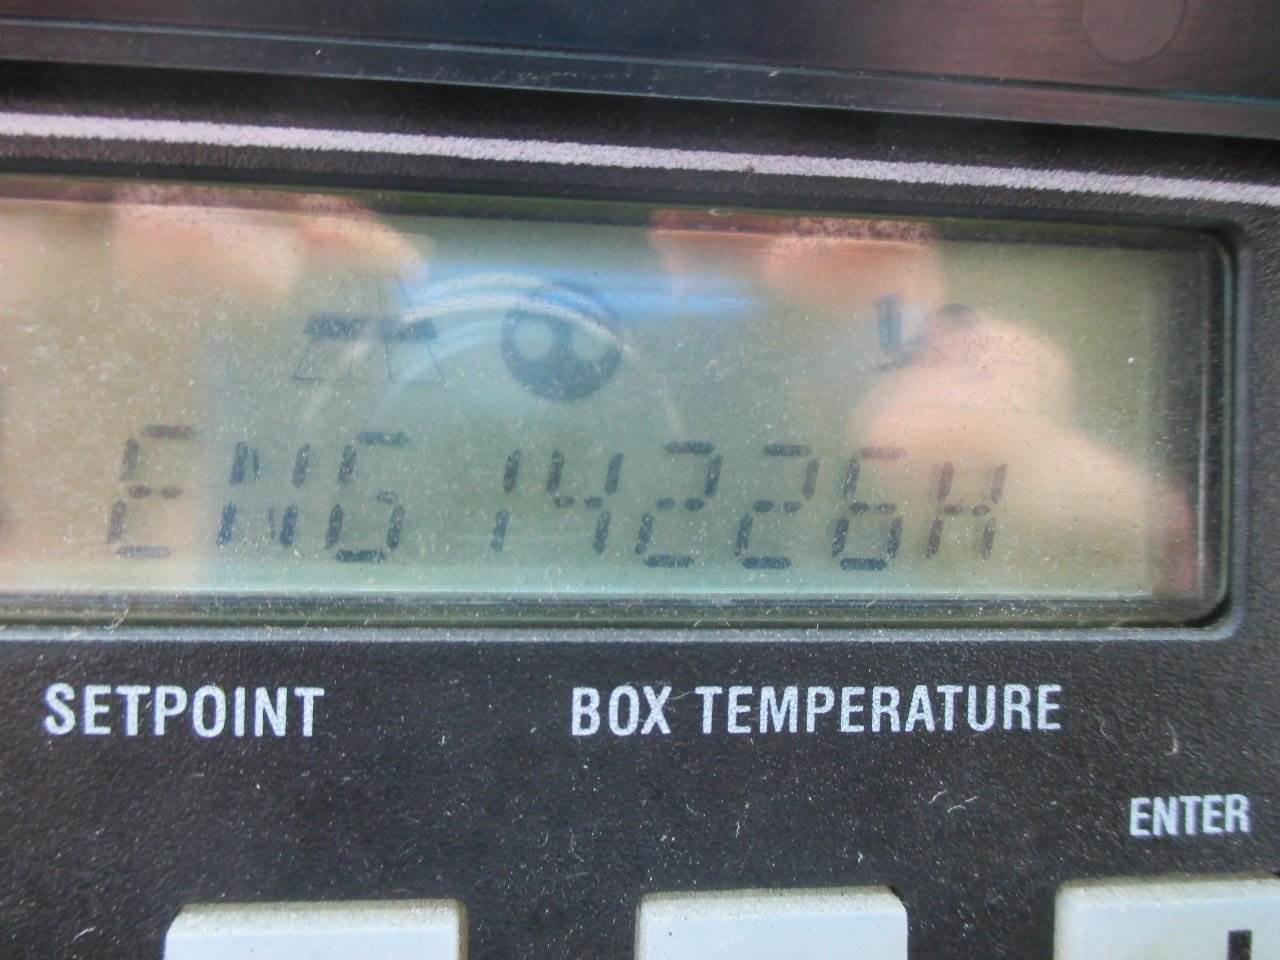 ENG 14226H
SETPOINT BOX TEMPERATURE
ENTER